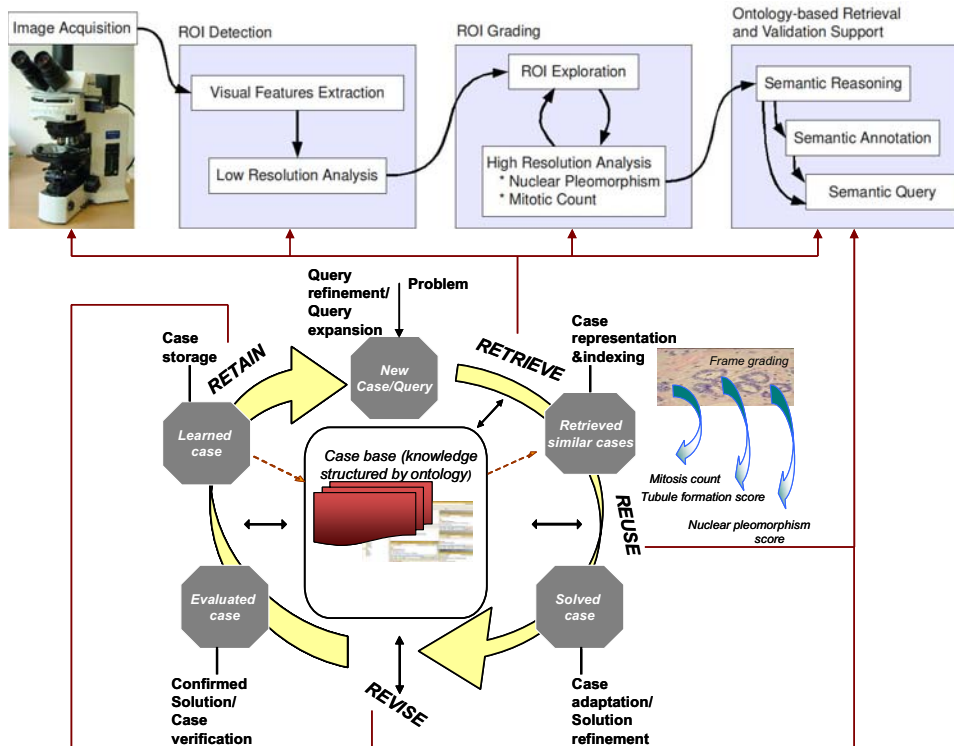 Image Acquisition
ROI Detection
Visual Features Extraction
Low Resolution Analysis
ROI Grading
ROI Exploration
High Resolution Analysis
* Nuclear Pleomorphism
* Mitotic Count
Ontology-based Retrieval
and Validation Support
Semantic Reasoning
Semantic Annotation
Semantic Query
Query
refinement/
Query
expansion
Problem
Case
storage
RETAIN
New
Case/Query
RETRIEVE
Case
representation
&indexing
Frame grading
Learned
case
Retrieved
similar cases
Case base (knowledge
structured by ontology)
Mitosis count
Tubule formation score
Nuclear pleomorphism
score
REUSE
Evaluated
case
Solved
case
REVISE
Confirmed
Solution/
Case
verification
Case
adaptation/
Solution
refinement